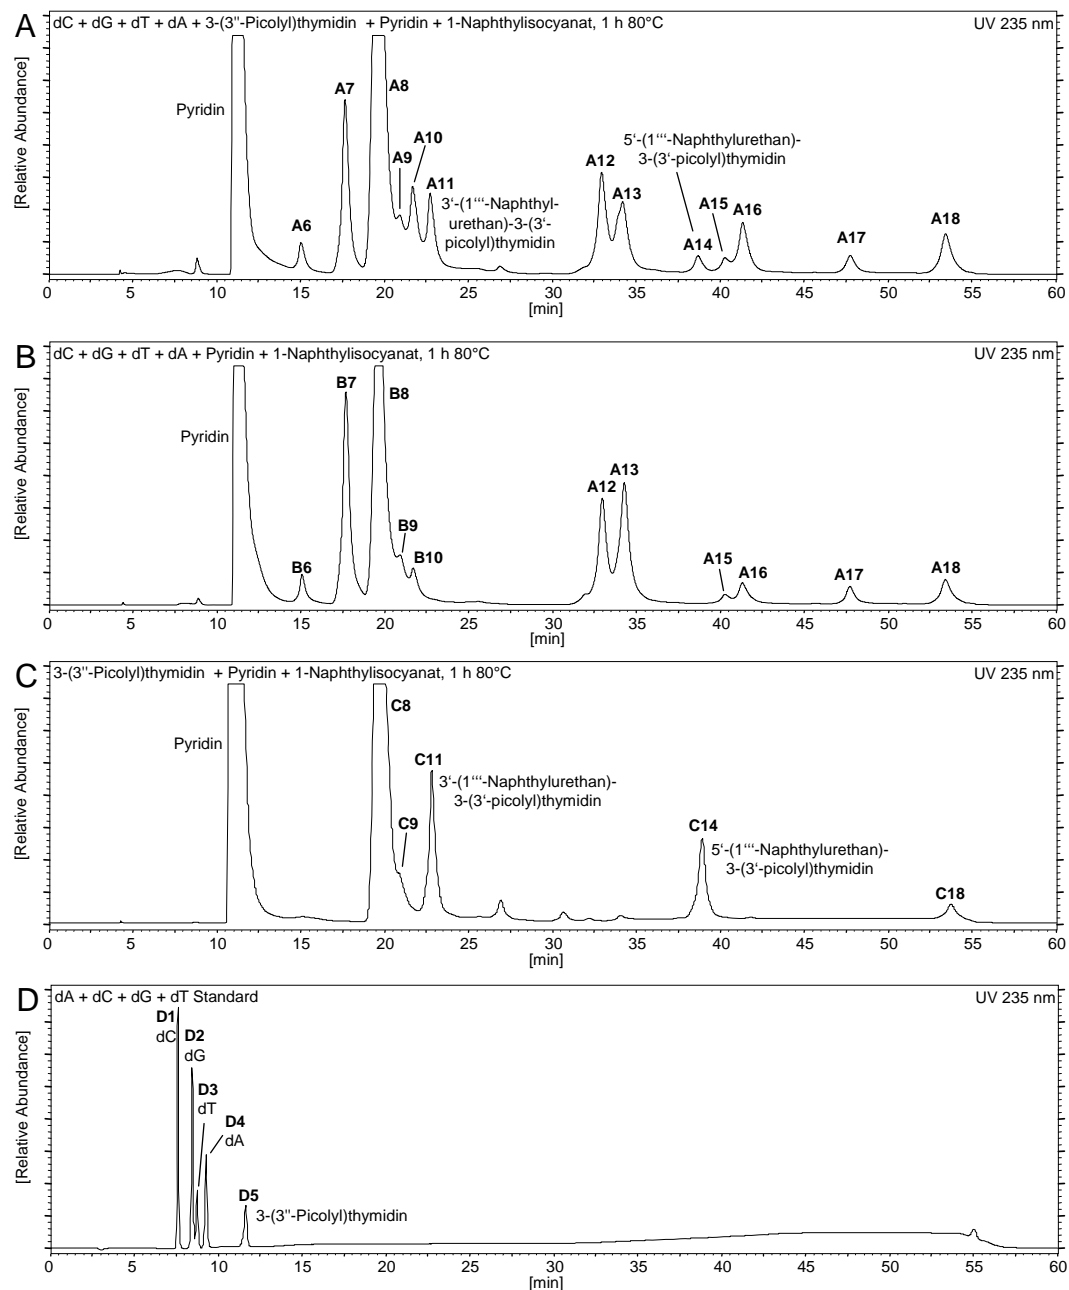 A
dC + dG + dT + dA + 3-(3''-Picolyl)thymidin + Pyridin + 1-Naphthylisocyanat, 1 h 80°C
UV 235 nm
[Relative Abundance]
Pyridin
A6
A7
A8
A9
A10
A11
3‘-(1‘‘‘-Naphthyl-
urethan)-3-(3‘-
picolyl)thymidin
A12
A13
5‘-(1‘‘‘-Naphthylurethan)-
3-(3‘-picolyl)thymidin
A14
A15
A16
A17
A18
0 5 10 15 20 25 30 35 40 45 50 55 60
[min]
B
dC + dG + dT + dA + Pyridin + 1-Naphthylisocyanat, 1 h 80°C
UV 235 nm
[Relative Abundance]
Pyridin
B6
B7
B8
B9
B10
A12
A13
A15
A16
A17
A18
0 5 10 15 20 25 30 35 40 45 50 55 60
[min]
C
3-(3''-Picolyl)thymidin + Pyridin + 1-Naphthylisocyanat, 1 h 80°C
UV 235 nm
[Relative Abundance]
Pyridin
C8
C9
C11
3‘-(1‘‘‘-Naphthylurethan)-
3-(3‘-picolyl)thymidin
C14
5‘-(1‘‘‘-Naphthylurethan)-
3-(3‘-picolyl)thymidin
C18
0 5 10 15 20 25 30 35 40 45 50 55 60
[min]
D
dA + dC + dG + dT Standard
UV 235 nm
[Relative Abundance]
D1
dC
D2
dG
D3
dT
D4
dA
D5
3-(3''-Picolyl)thymidin
0 5 10 15 20 25 30 35 40 45 50 55 60
[min]